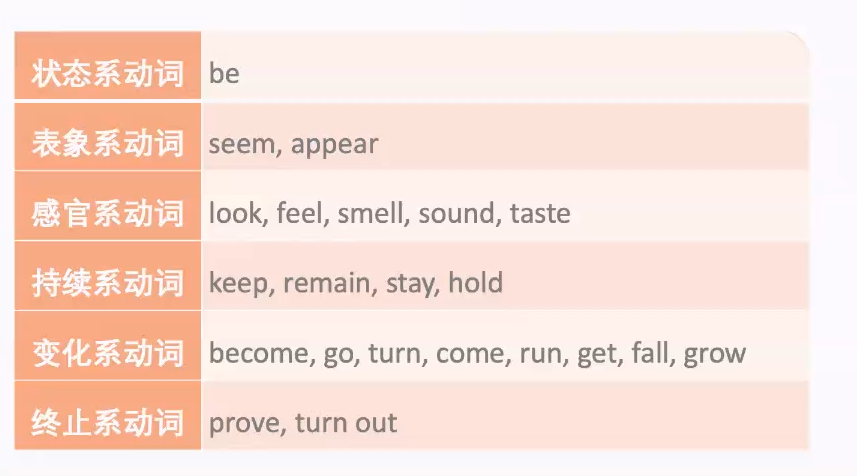 状态系动词 be
表象系动词 seem, appear
感官系动词 look, feel, smell, sound, taste
持续系动词 keep, remain, stay, hold
变化系动词 become, go, turn, come, run, get, fall, grow
终止系动词 prove, turn out